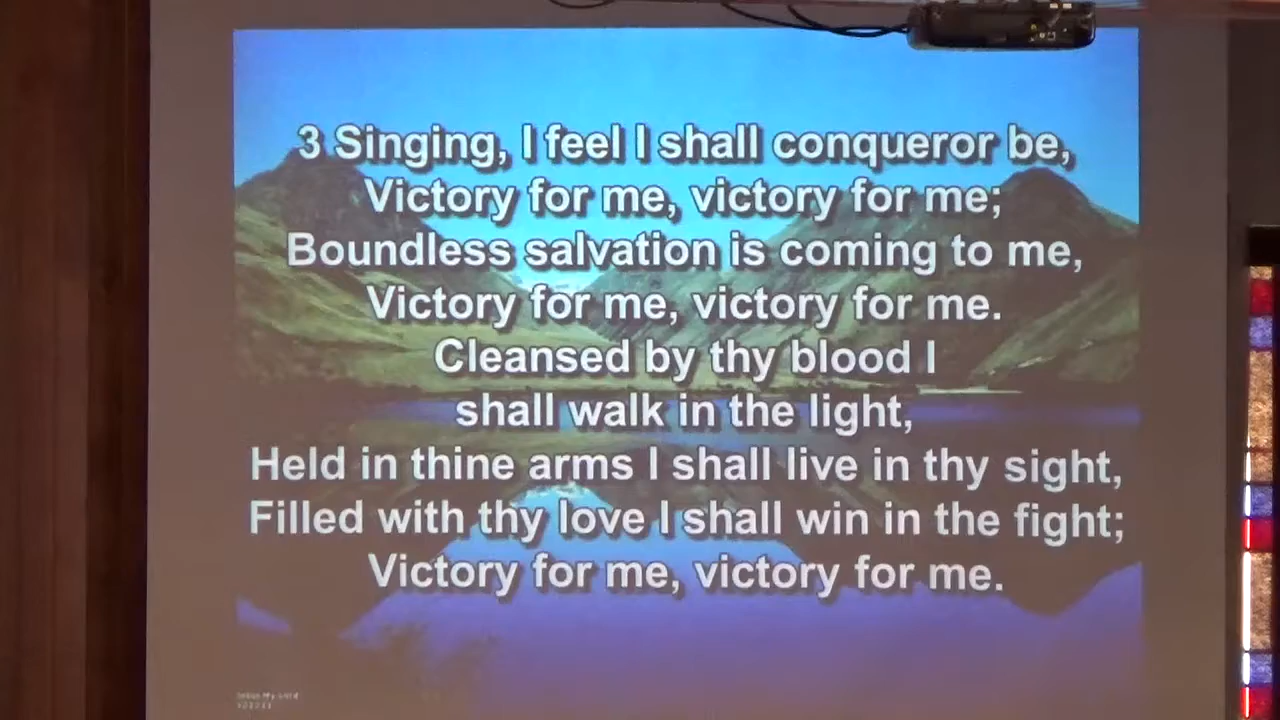 3 Singing, I feel I shall conqueror be,
Victory for me, victory for me;
Boundless salvation is coming to me,
Victory for me, victory for me.
Cleansed by thy blood I
shall walk in the light,
Held in thine arms I shall live in thy sight,
Filled with thy love I shall win in the fight;
Victory for me, victory for me.